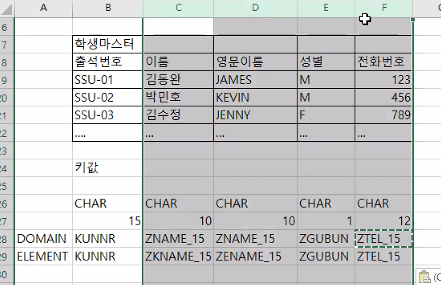 A B C D E F
6
7 학생마스터
8 출석번호 이름 영문이름 성별 전화번호
9 SSU-01 김동완 JAMES M 123
20 SSU-02 박민호 KEVIN M 456
21 SSU-03 김수정 JENNY F 789
22 .... ... ... ... ...
23
24 키값
25
26 CHAR CHAR CHAR CHAR CHAR
27 15 10 10 1 12
28 DOMAIN KUNNR ZNAME_15 ZNAME_15 ZGUBUN ZTEL_15
29 ELEMENT KUNNR ZKNAME_15 ZENAME_15 ZGUBUN ZTEL_15
30
(C